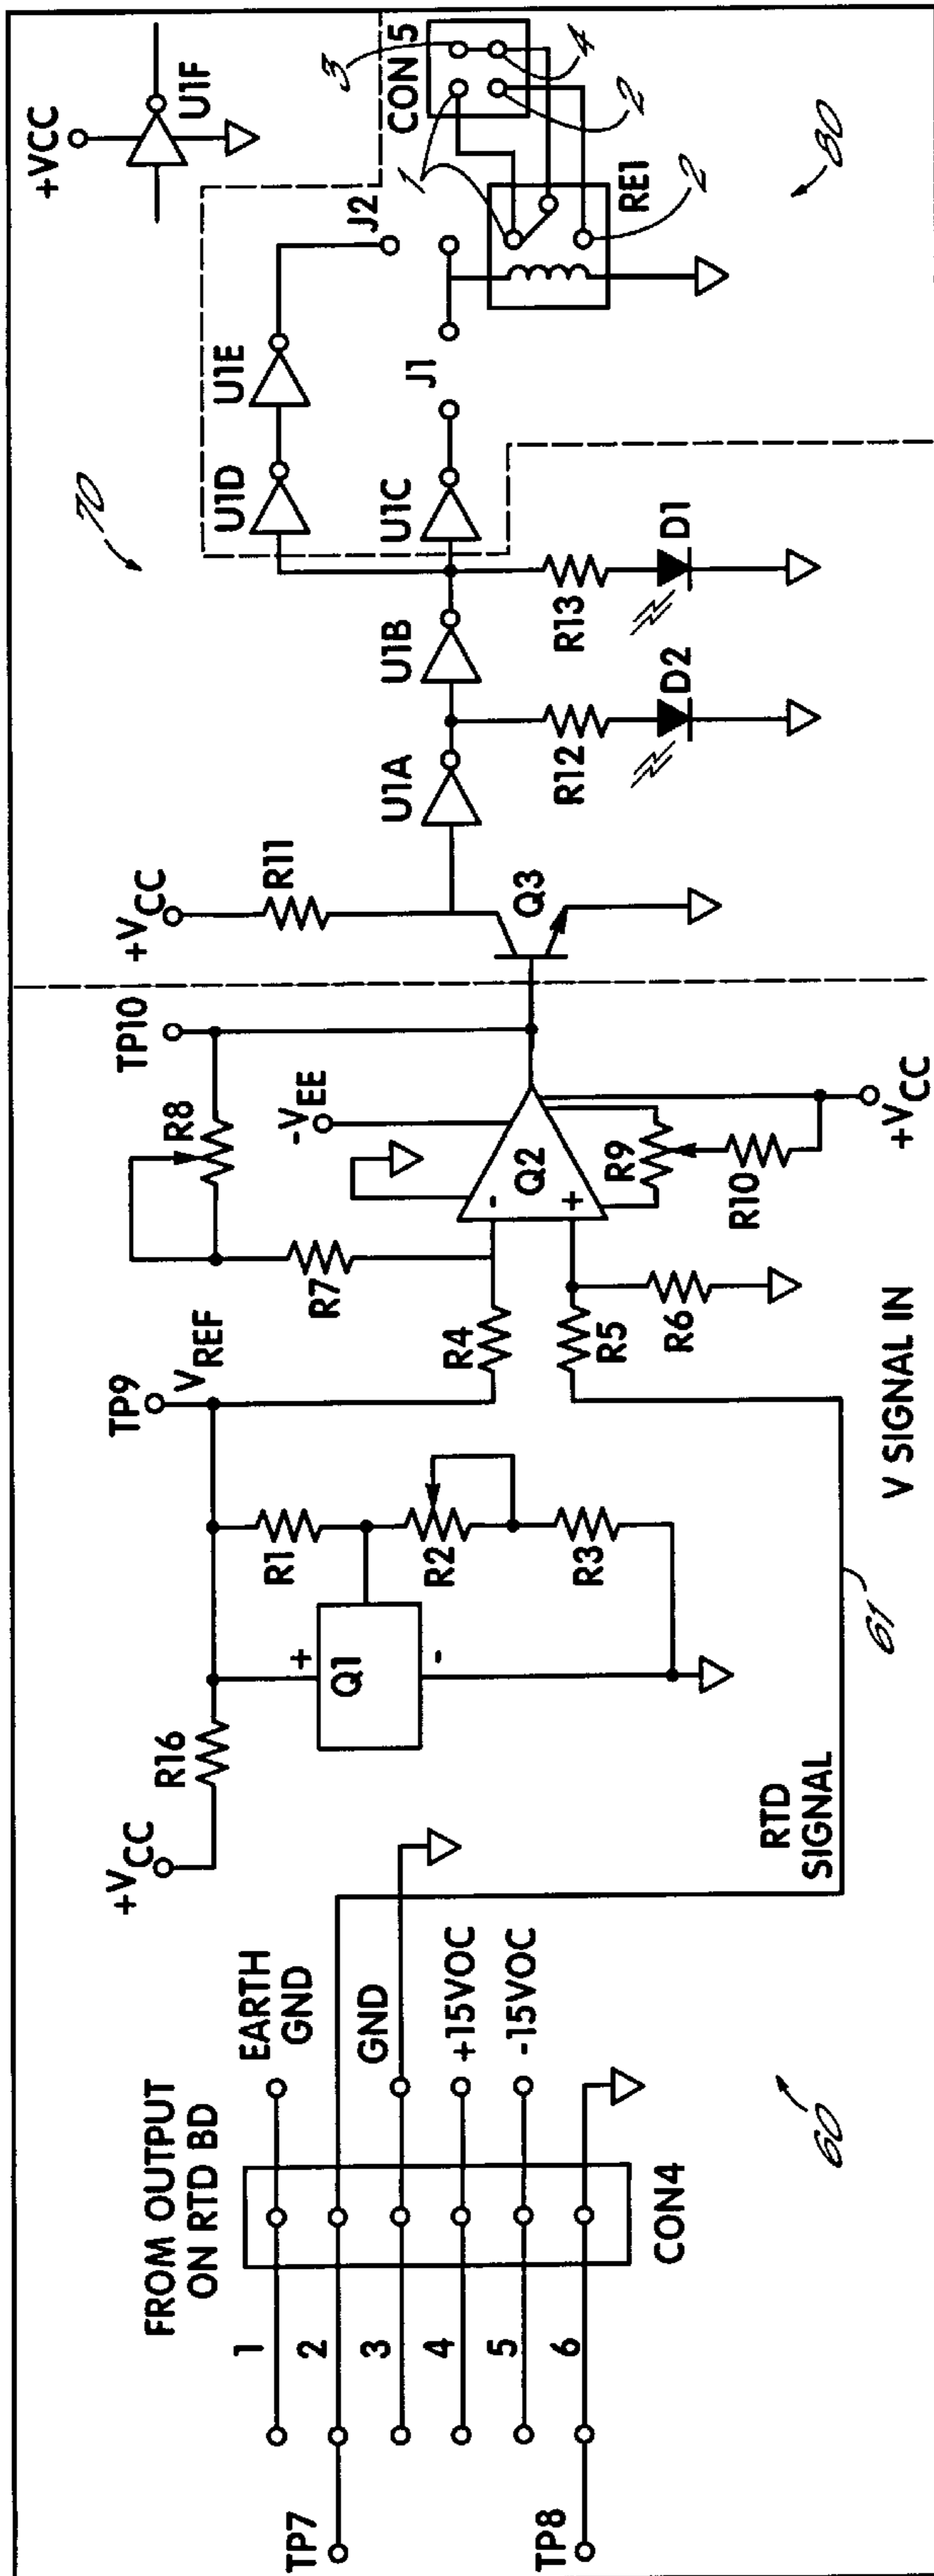 FROM OUTPUT
ON RTD BD
1
2
3
4
5
6
TP7
TP8
EARTH
GND
GND
+15VOC
-15VOC
CON4
60
+VCC
R16
Q1
+
-
R1
R2
R3
TP9
VREF
RTD
SIGNAL
61
V SIGNAL IN
R4
R5
R6
R7
R8
TP10
-VEE
Q2
-
+
R9
R10
+VCC
+VCC
R11
Q3
U1A
U1B
R12
D2
R13
D1
70
U1C
U1D
U1E
J1
J2
RE1
1
2
CON 5
3
4
2
80
+VCC
U1F